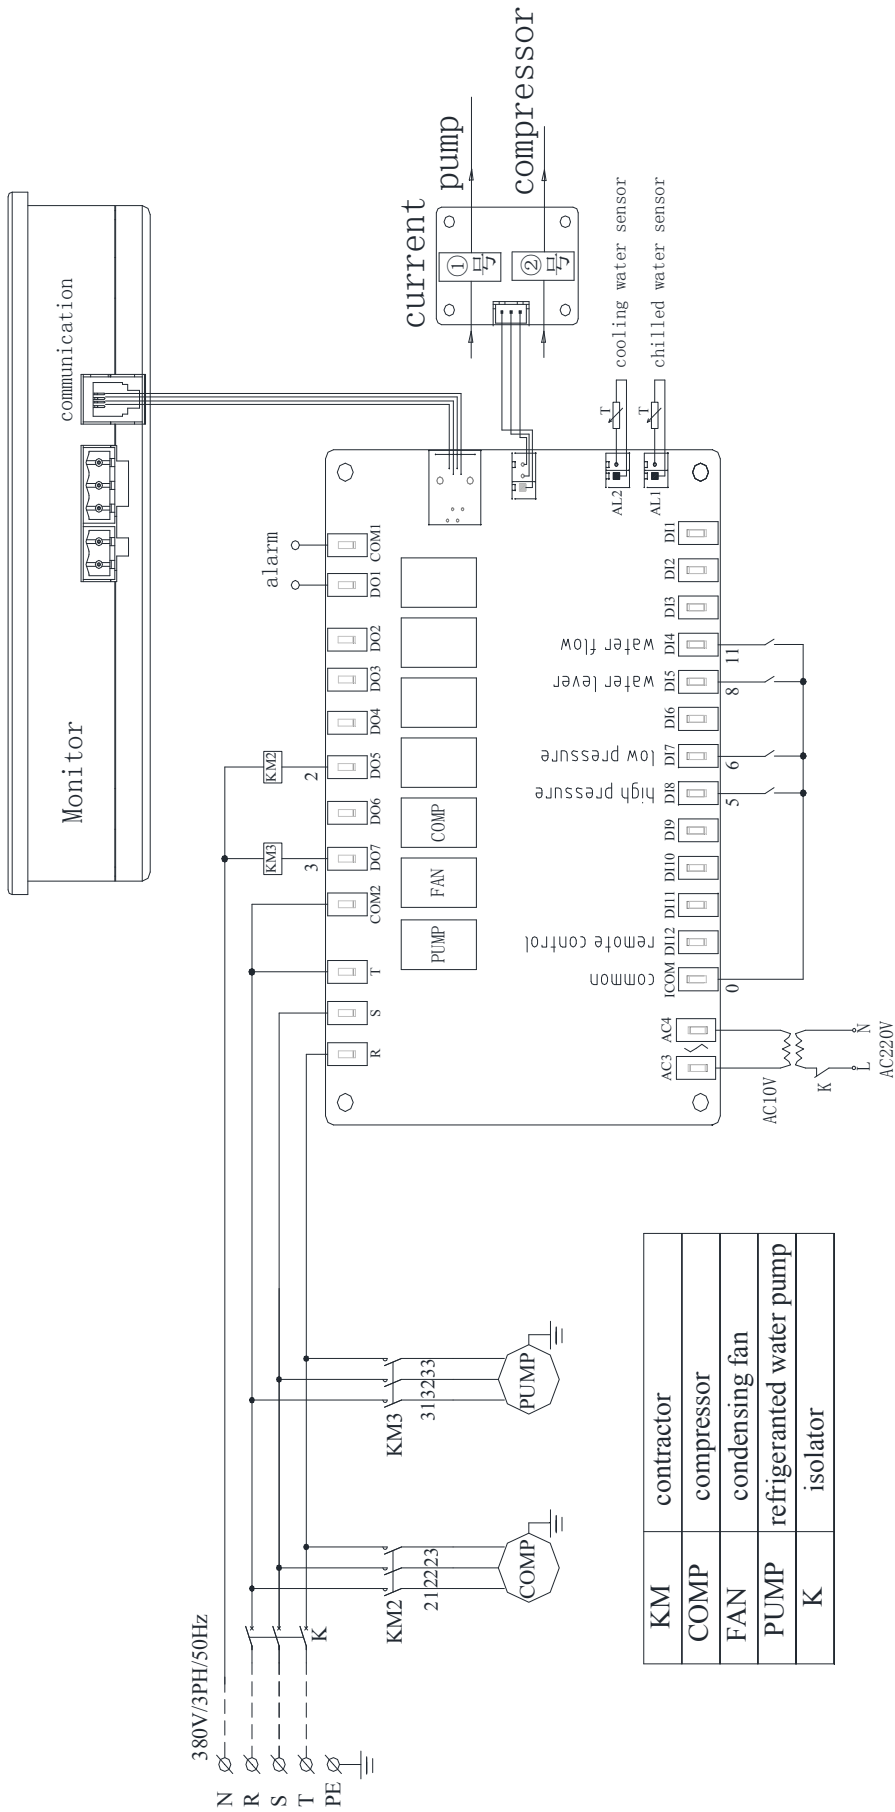 Monitor
communication
current
pump
compressor
①号
②号
alarm
cooling water sensor
chilled water sensor
T
T
AL2
AL1
KM3
KM2
3
2
R
S
T
COM2
DO7
DO6
DO5
DO4
DO3
DO2
DO1
COM1
PUMP
FAN
COMP
common
remote control
high pressure
low pressure
water lever
water flow
AC3
AC4
ICOM
DI12
DI11
DI10
DI9
DI8
DI7
DI6
DI5
DI4
DI3
DI2
DI1
0
5
6
8
11
AC10V
K
L
N
AC220V
380V/3PH/50Hz
N
R
S
T
PE
K
KM2
212223
COMP
KM3
313233
PUMP
KM contractor
COMP compressor
FAN condensing fan
PUMP refrigeranted water pump
K isolator